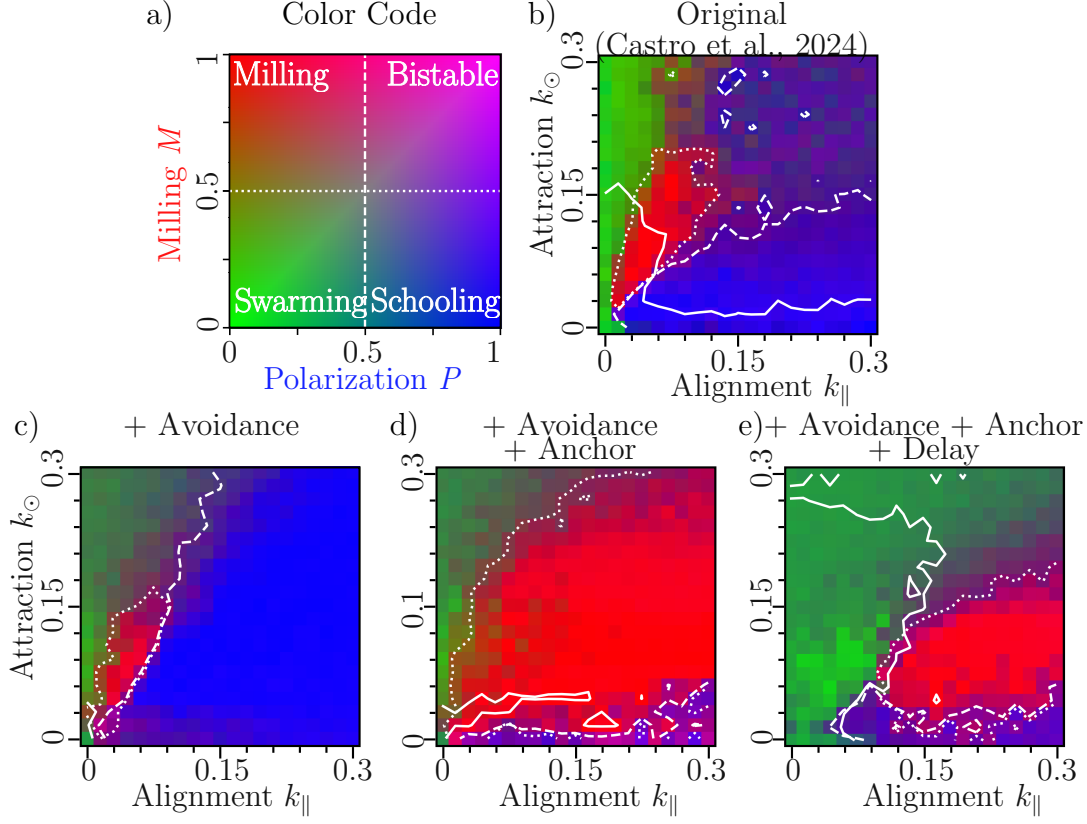 a)
Color Code
Milling
Bistable
Swarming
Schooling
Milling M
0
0.5
1
0
0.5
1
Polarization P
b)
Original
(Castro et al., 2024)
Attraction k⊙
0.3
0.15
0
0
0.15
0.3
Alignment k∥
c)
+ Avoidance
Attraction k⊙
0.3
0.15
0
0
0.15
0.3
Alignment k∥
d)
+ Avoidance
+ Anchor
0.3
0.1
0
0
0.15
0.3
Alignment k∥
e)
+ Avoidance + Anchor
+ Delay
0.3
0.15
0
0
0.15
0.3
Alignment k∥